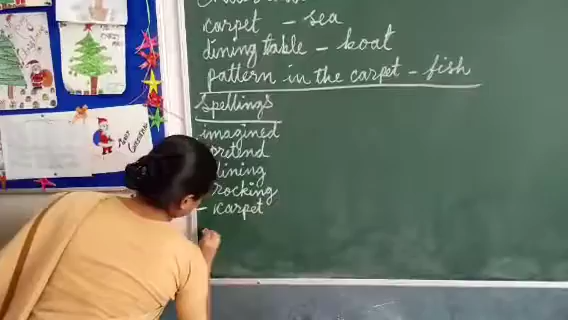 carpet - sea
dining table - boat
pattern in the carpet - fish
spellings
imagined
pretend
dining
rocking
- carpet